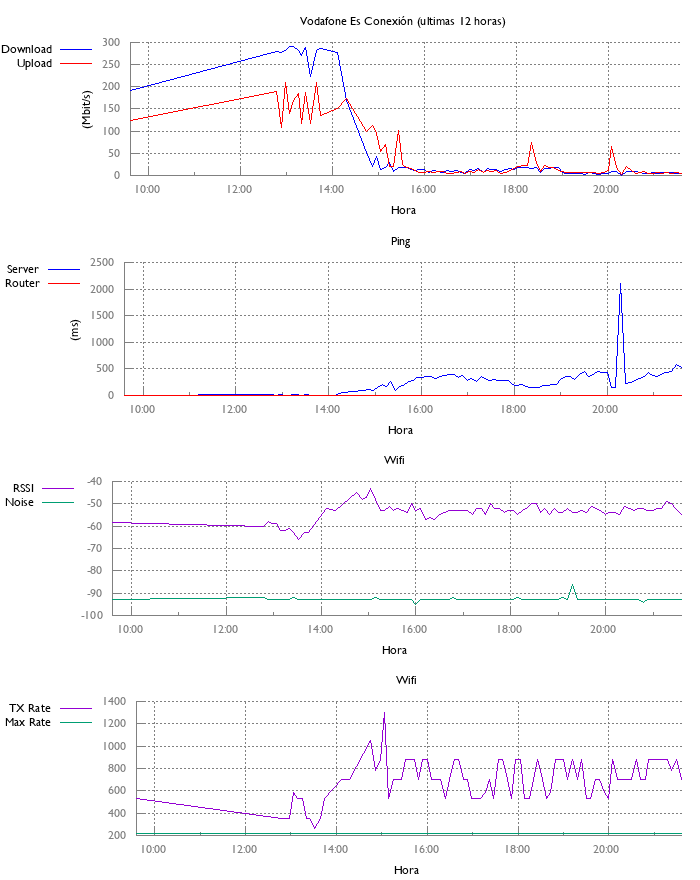 Vodafone Es Conexión (ultimas 12 horas)
Download
Upload
300
250
200
150
100
50
0
(Mbit/s)
10:00 12:00 14:00 16:00 18:00 20:00
Hora
Ping
Server
Router
2500
2000
1500
1000
500
0
(ms)
10:00 12:00 14:00 16:00 18:00 20:00
Hora
Wifi
RSSI
Noise
-40
-50
-60
-70
-80
-90
-100
10:00 12:00 14:00 16:00 18:00 20:00
Hora
Wifi
TX Rate
Max Rate
1400
1200
1000
800
600
400
200
10:00 12:00 14:00 16:00 18:00 20:00
Hora